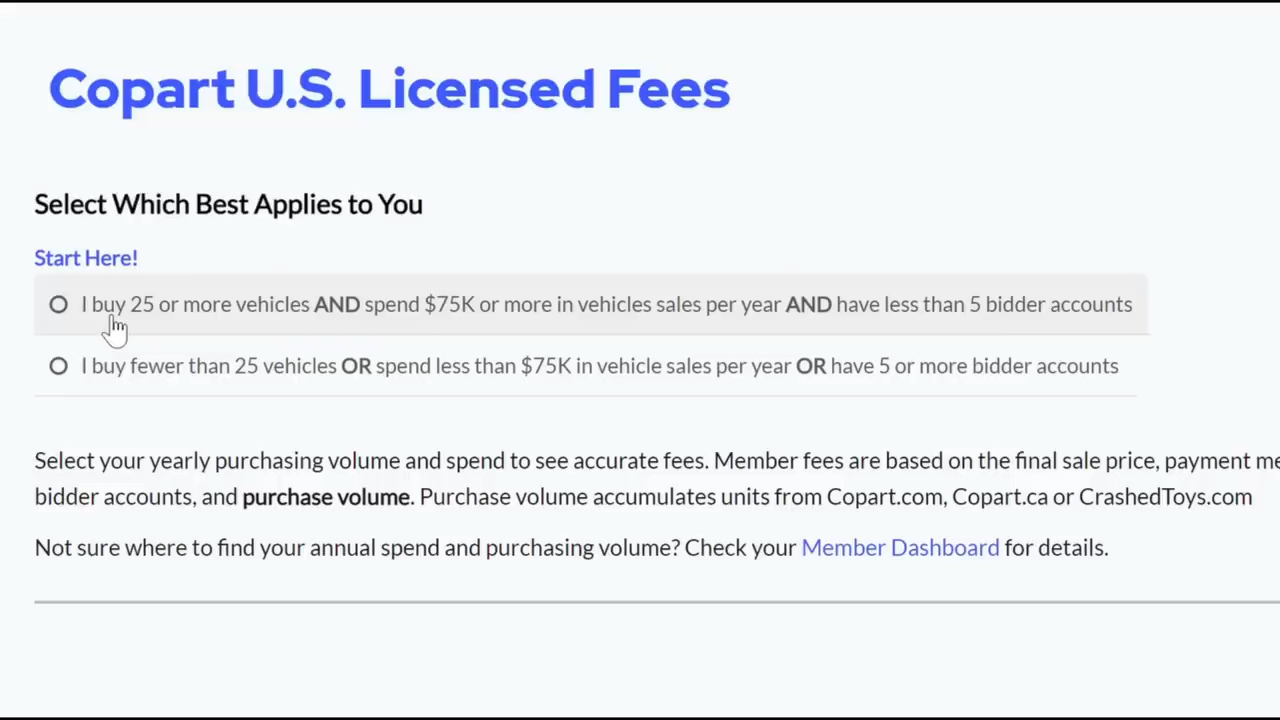 Copart U.S. Licensed Fees
Select Which Best Applies to You
Start Here!
I buy 25 or more vehicles AND spend $75K or more in vehicles sales per year AND have less than 5 bidder accounts
I buy fewer than 25 vehicles OR spend less than $75K in vehicle sales per year OR have 5 or more bidder accounts
Select your yearly purchasing volume and spend to see accurate fees. Member fees are based on the final sale price, payment
bidder accounts, and purchase volume. Purchase volume accumulates units from Copart.com, Copart.ca or CrashedToys.com
Not sure where to find your annual spend and purchasing volume? Check your Member Dashboard for details.